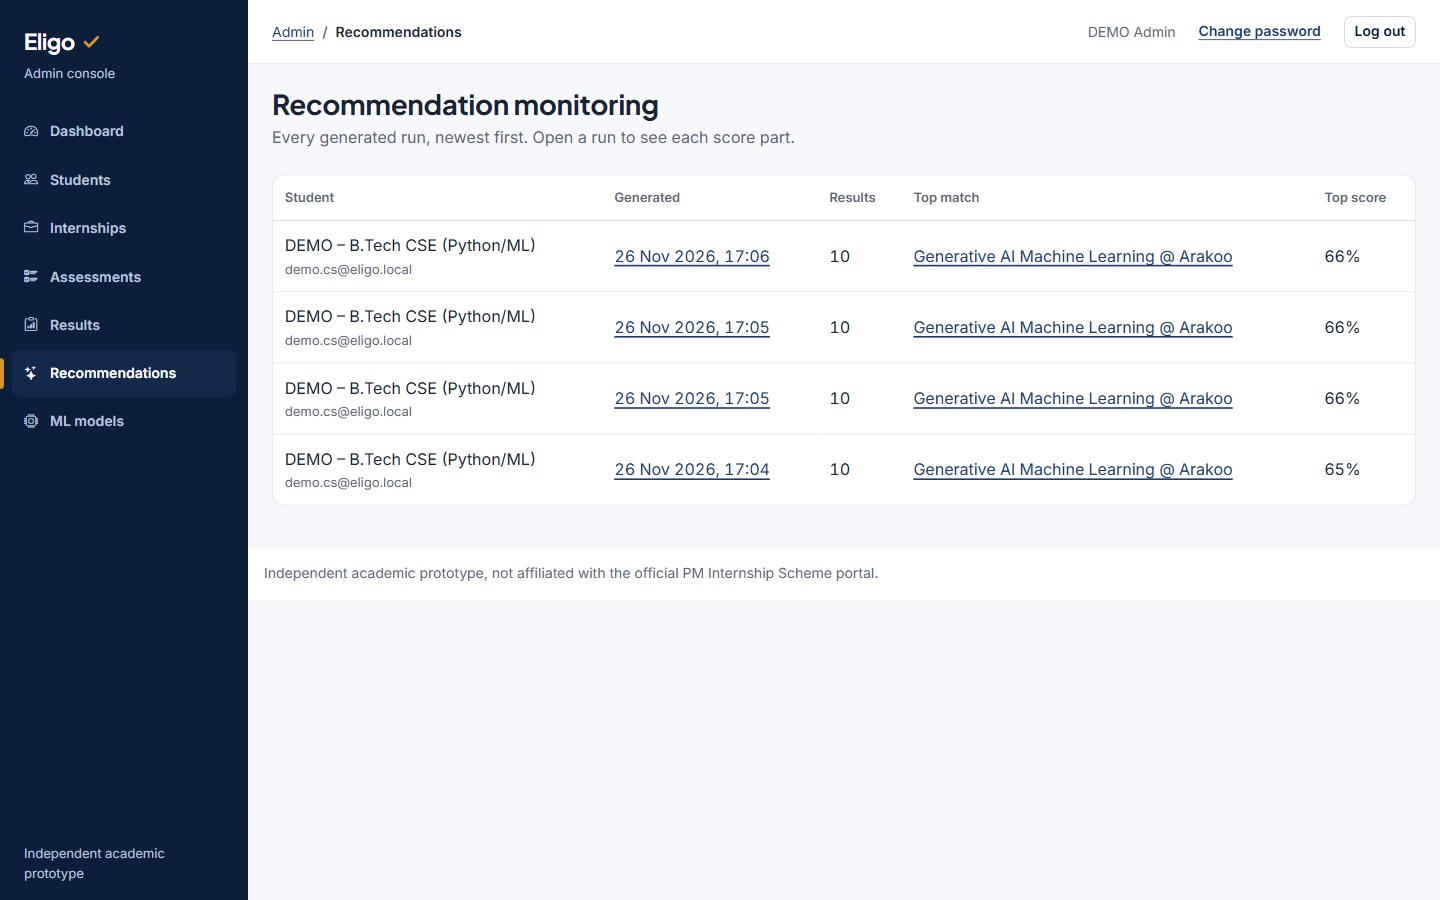 Eligo
Admin console
Dashboard
Students
Internships
Assessments
Results
Recommendations
ML models
Independent academic
prototype
Admin / Recommendations
DEMO Admin Change password Log out
Recommendation monitoring
Every generated run, newest first. Open a run to see each score part.
Student Generated Results Top match Top score
DEMO – B.Tech CSE (Python/ML)
demo.cs@eligo.local
26 Nov 2026, 17:06 10 Generative AI Machine Learning @ Arakoo 66%
DEMO – B.Tech CSE (Python/ML)
demo.cs@eligo.local
26 Nov 2026, 17:05 10 Generative AI Machine Learning @ Arakoo 66%
DEMO – B.Tech CSE (Python/ML)
demo.cs@eligo.local
26 Nov 2026, 17:05 10 Generative AI Machine Learning @ Arakoo 66%
DEMO – B.Tech CSE (Python/ML)
demo.cs@eligo.local
26 Nov 2026, 17:04 10 Generative AI Machine Learning @ Arakoo 65%
Independent academic prototype, not affiliated with the official PM Internship Scheme portal.